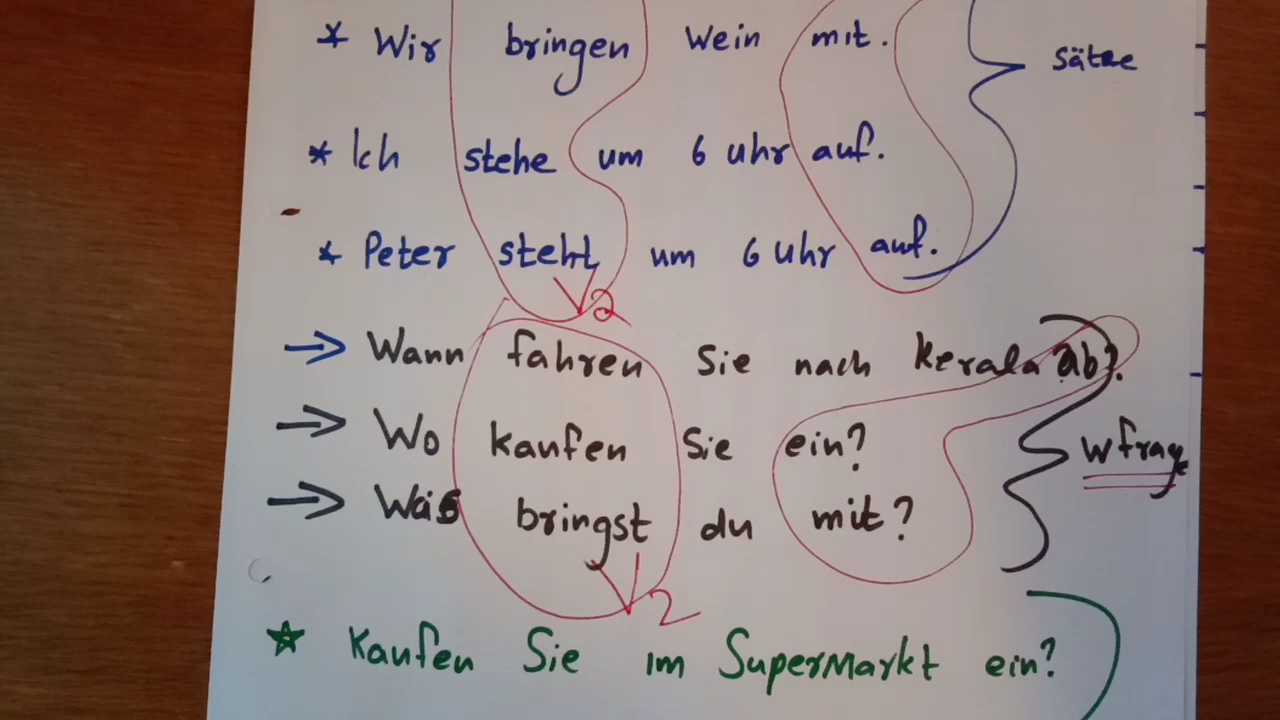 * Wir bringen Wein mit. Sätze
* Ich stehe um 6 Uhr auf.
* Peter steht um 6 Uhr auf.
V2
→ Wann fahren Sie nach Kerala ab?
→ Wo kaufen Sie ein? W frage
→ Was bringst du mit?
V2
☆ Kaufen Sie im Supermarkt ein?